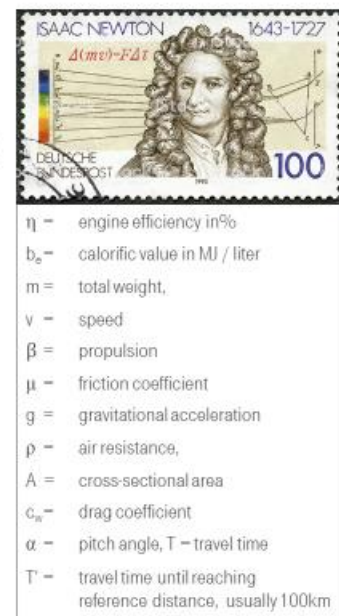 ISAAC NEWTON 1643-1727
Δ(mv)~FΔt
DEUTSCHE
BUNDESPOST
100
η = engine efficiency in%
bₑ= calorific value in MJ / liter
m = total weight,
v = speed
β = propulsion
μ = friction coefficient
g = gravitational acceleration
ρ = air resistance,
A = cross-sectional area
c𝓌= drag coefficient
α = pitch angle, T = travel time
T' = travel time until reaching
reference distance, usually 100km